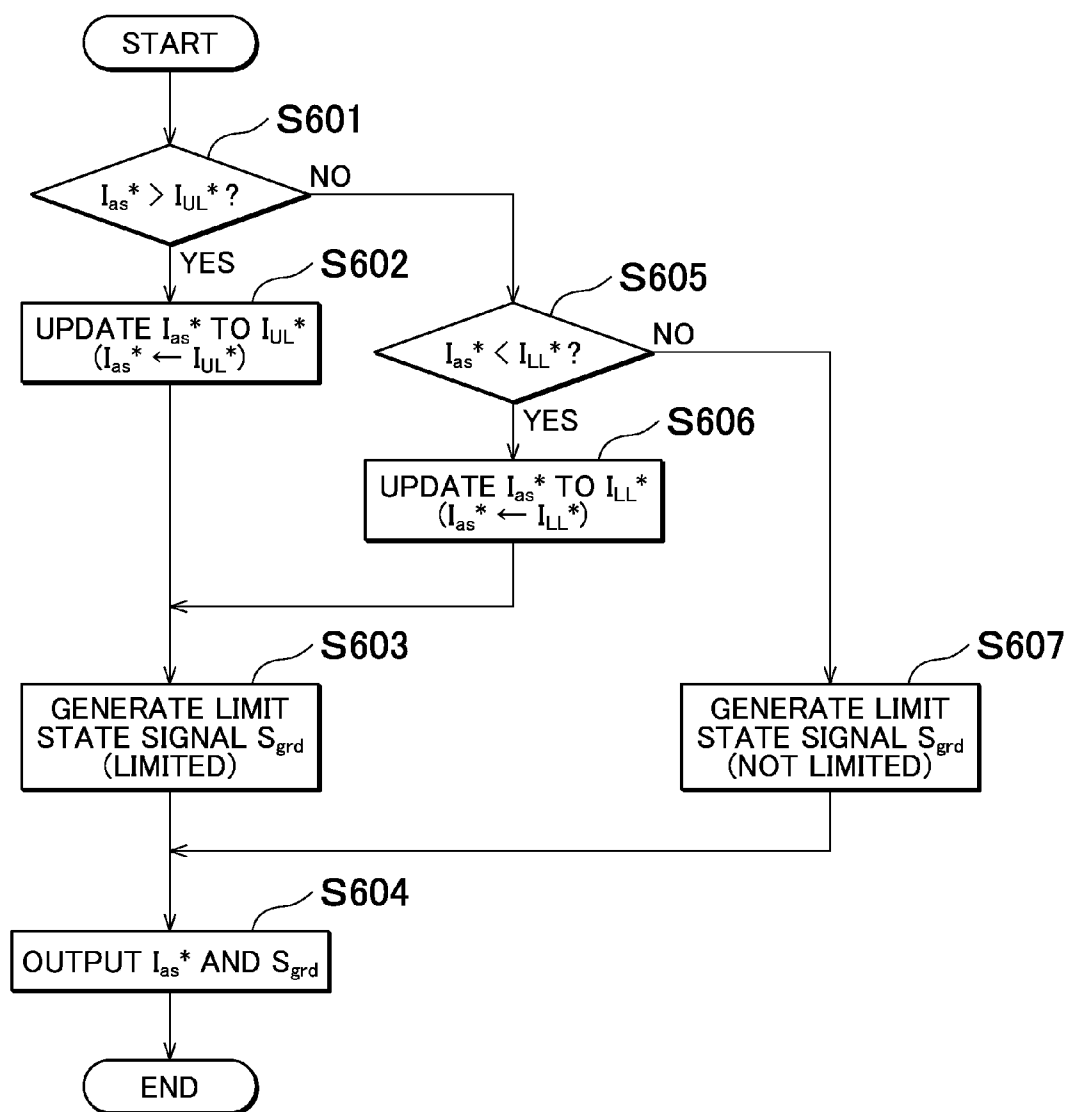 START
S601
I_as* > I_UL*?
NO
YES
S602
UPDATE I_as* TO I_UL*
(I_as* ← I_UL*)
S605
I_as* < I_LL*?
NO
YES
S606
UPDATE I_as* TO I_LL*
(I_as* ← I_LL*)
S603
GENERATE LIMIT
STATE SIGNAL S_grd
(LIMITED)
S607
GENERATE LIMIT
STATE SIGNAL S_grd
(NOT LIMITED)
S604
OUTPUT I_as* AND S_grd
END